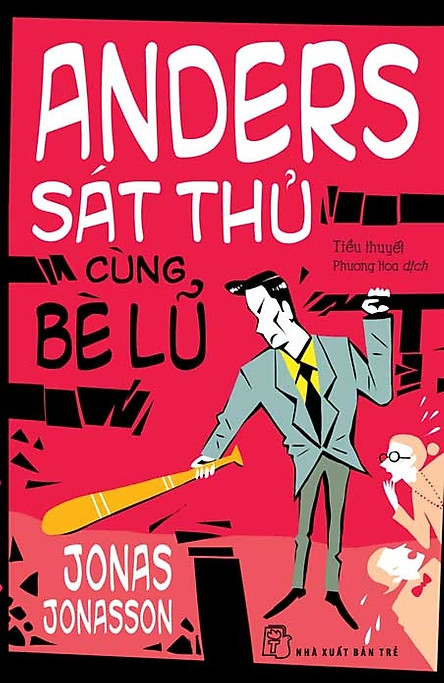 ANDERS
SÁT THỦ
Tiểu thuyết
Phương Hoa dịch
CÙNG
BÈ LŨ
JONAS
JONASSON
NHÀ XUẤT BẢN TRẺ